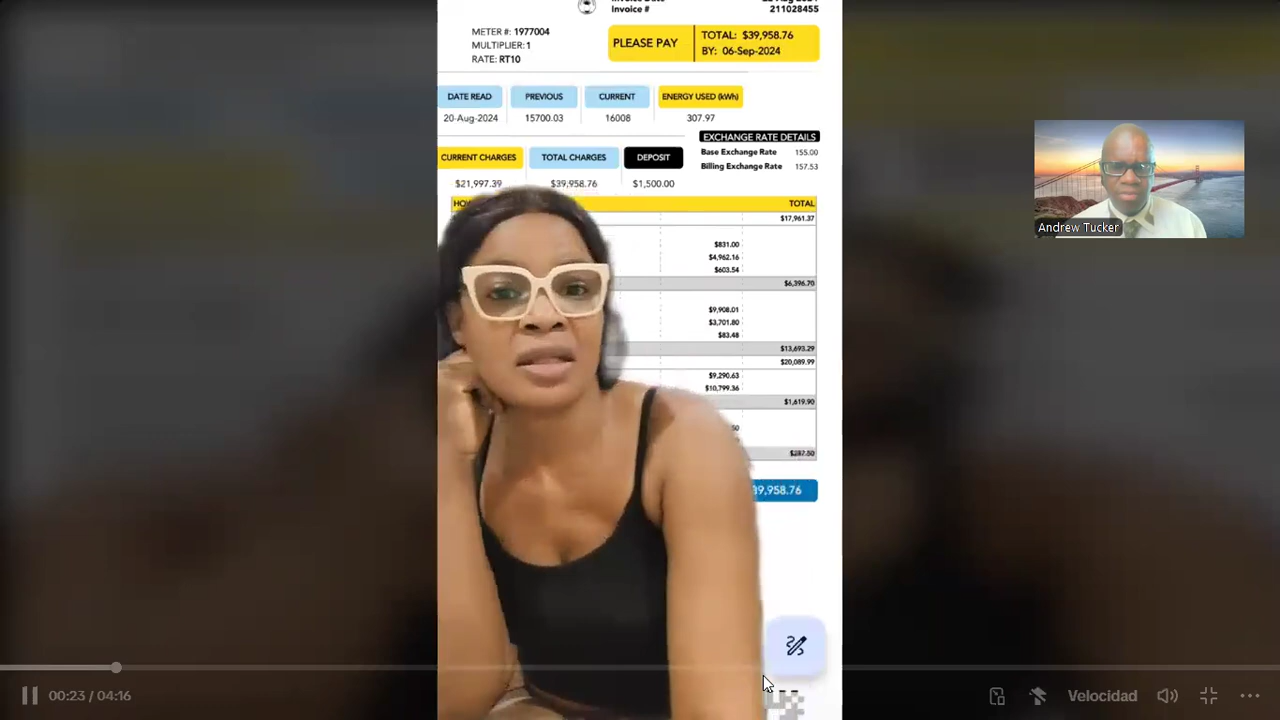 Invoice #
211028455
METER #: 1977004
MULTIPLIER: 1
RATE: RT10
PLEASE PAY
TOTAL: $39,958.76
BY: 06-Sep-2024
DATE READ PREVIOUS CURRENT ENERGY USED (kWh)
20-Aug-2024 15700.03 16008 307.97
EXCHANGE RATE DETAILS
Base Exchange Rate 155.00
Billing Exchange Rate 157.53
CURRENT CHARGES TOTAL CHARGES DEPOSIT
$21,997.39 $39,958.76 $1,500.00
TOTAL
$17,961.37
$831.00
$4,962.16
$603.54
$6,396.70
$9,908.01
$3,701.80
$83.48
$13,693.29
$20,089.99
$9,290.63
$10,799.36
$1,619.90
$287.50
39,958.76
Andrew Tucker
00:23 / 04:16
Velocidad